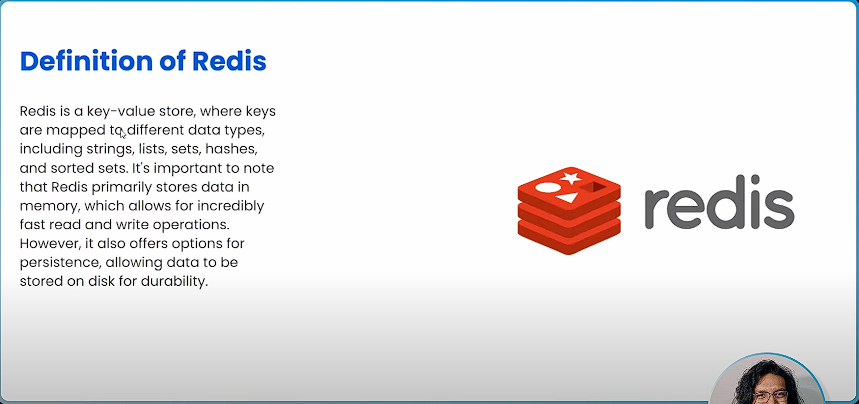 Definition of Redis
Redis is a key-value store, where keys
are mapped to different data types,
including strings, lists, sets, hashes,
and sorted sets. It's important to note
that Redis primarily stores data in
memory, which allows for incredibly
fast read and write operations.
However, it also offers options for
persistence, allowing data to be
stored on disk for durability.
redis